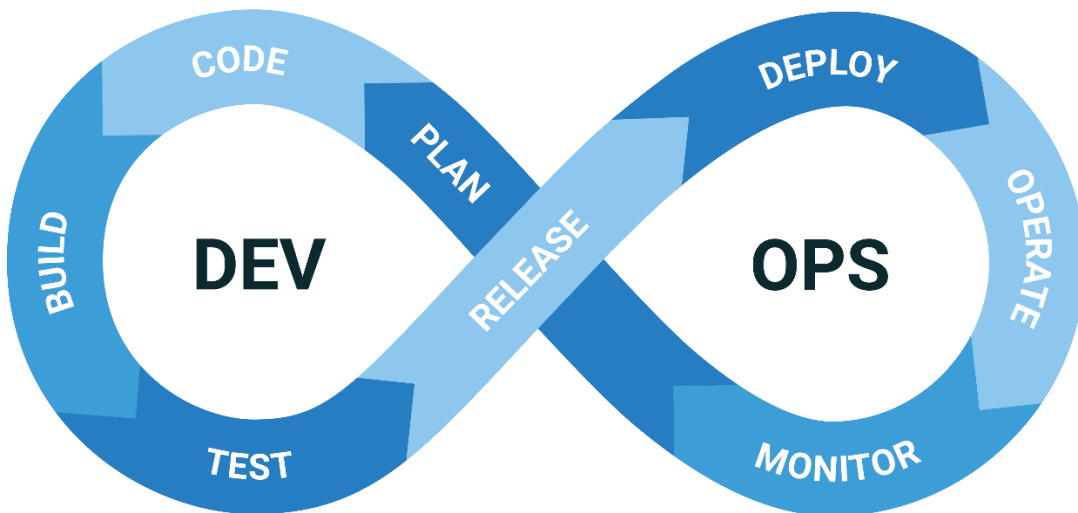 CODE
DEPLOY
PLAN
OPERATE
BUILD
DEV
RELEASE
OPS
TEST
MONITOR